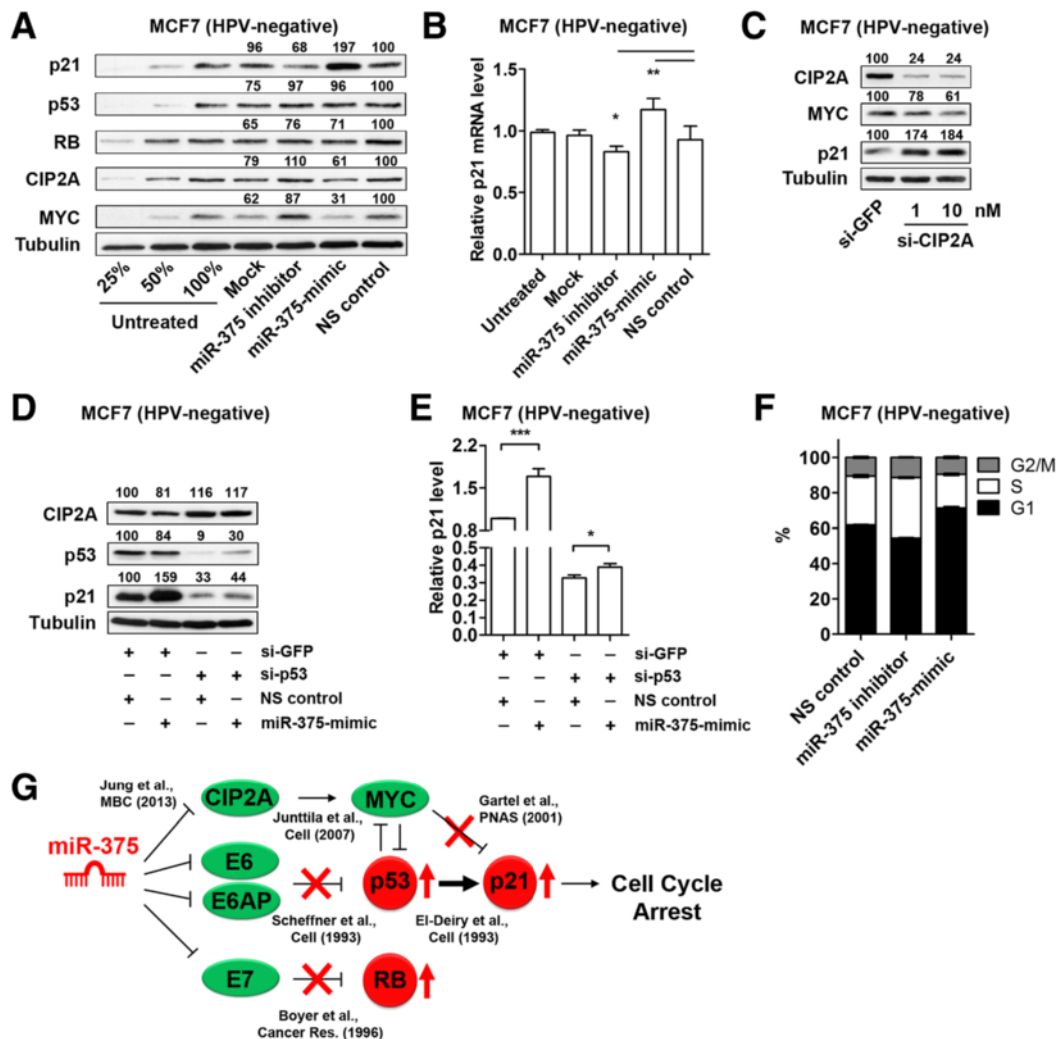 A
MCF7 (HPV-negative)
96 68 197 100
p21
75 97 96 100
p53
65 76 71 100
RB
79 110 61 100
CIP2A
62 87 31 100
MYC
Tubulin
25% 50% 100% Mock miR-375 inhibitor miR-375-mimic NS control
Untreated
B
MCF7 (HPV-negative)
Relative p21 mRNA level
1.5
1.0
0.5
0.0
* **
Untreated Mock miR-375 inhibitor miR-375-mimic NS control
C
MCF7 (HPV-negative)
100 24 24
CIP2A
100 78 61
MYC
100 174 184
p21
Tubulin
si-GFP 1 10 nM
si-CIP2A
D
MCF7 (HPV-negative)
100 81 116 117
CIP2A
100 84 9 30
p53
100 159 33 44
p21
Tubulin
+ + – – si-GFP
– – + + si-p53
+ – + – NS control
– + – + miR-375-mimic
E
MCF7 (HPV-negative)
Relative p21 level
2.2
1.5
0.8
0.5
0.4
0.3
0.2
0.1
0.0
***
*
+ + – – si-GFP
– – + + si-p53
+ – + – NS control
– + – + miR-375-mimic
F
MCF7 (HPV-negative)
%
100
80
60
40
20
0
G2/M
S
G1
NS control miR-375 inhibitor miR-375-mimic
G
Jung et al.,
MBC (2013)
miR-375
CIP2A
MYC
Junttila et al.,
Cell (2007)
Gartel et al.,
PNAS (2001)
E6
E6AP
p53
p21
Cell Cycle
Arrest
Scheffner et al.,
Cell (1993)
El-Deiry et al.,
Cell (1993)
E7
RB
Boyer et al.,
Cancer Res. (1996)